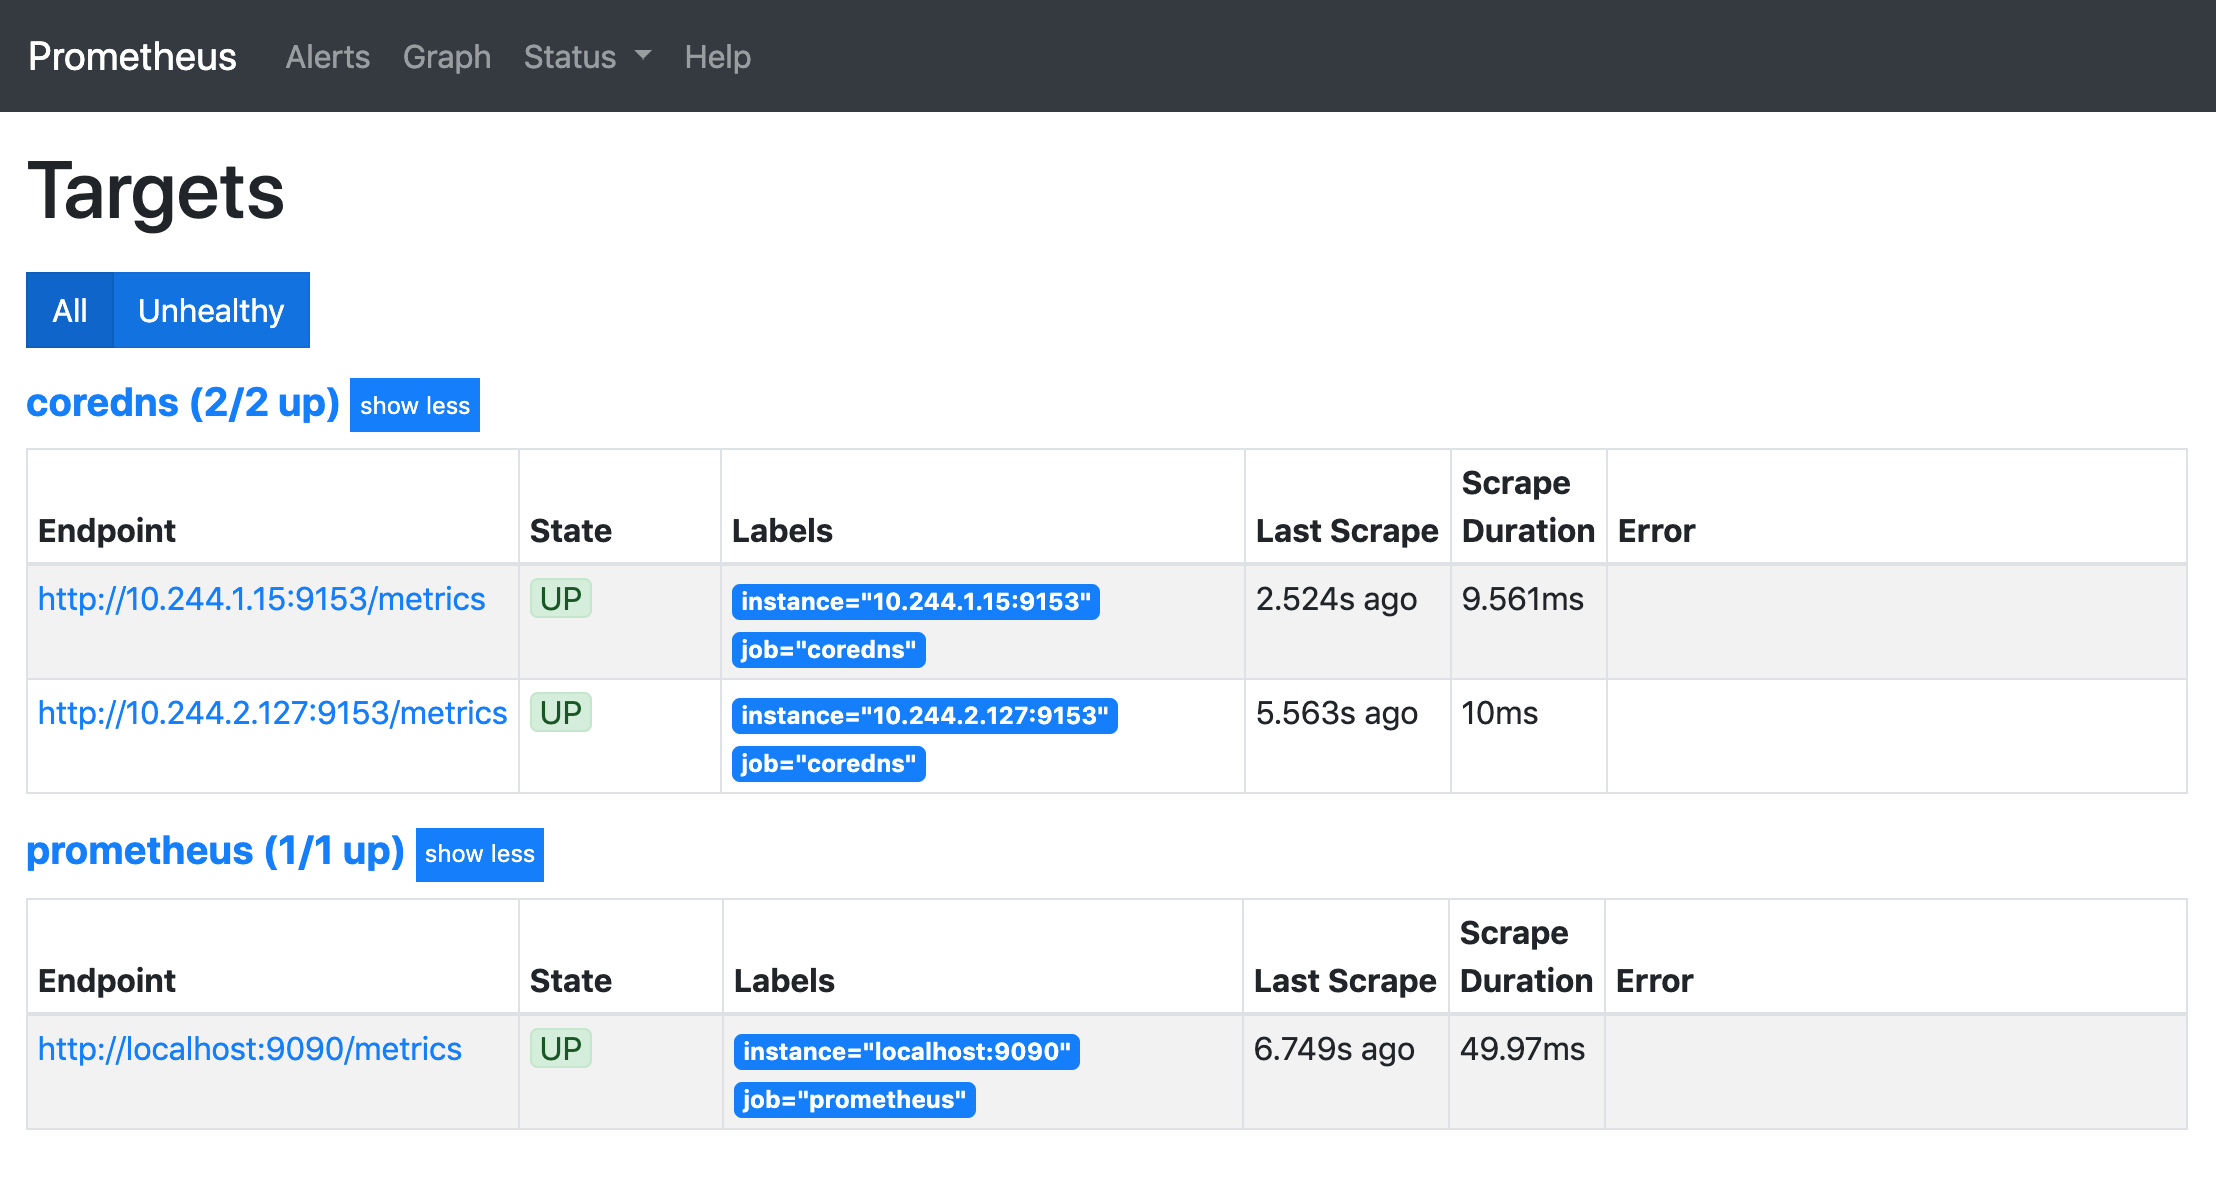 Prometheus Alerts Graph Status Help
Targets
All Unhealthy
coredns (2/2 up) show less
Endpoint State Labels Last Scrape Scrape Duration Error
http://10.244.1.15:9153/metrics UP instance="10.244.1.15:9153" 2.524s ago 9.561ms
job="coredns"
http://10.244.2.127:9153/metrics UP instance="10.244.2.127:9153" 5.563s ago 10ms
job="coredns"
prometheus (1/1 up) show less
Endpoint State Labels Last Scrape Scrape Duration Error
http://localhost:9090/metrics UP instance="localhost:9090" 6.749s ago 49.97ms
job="prometheus"